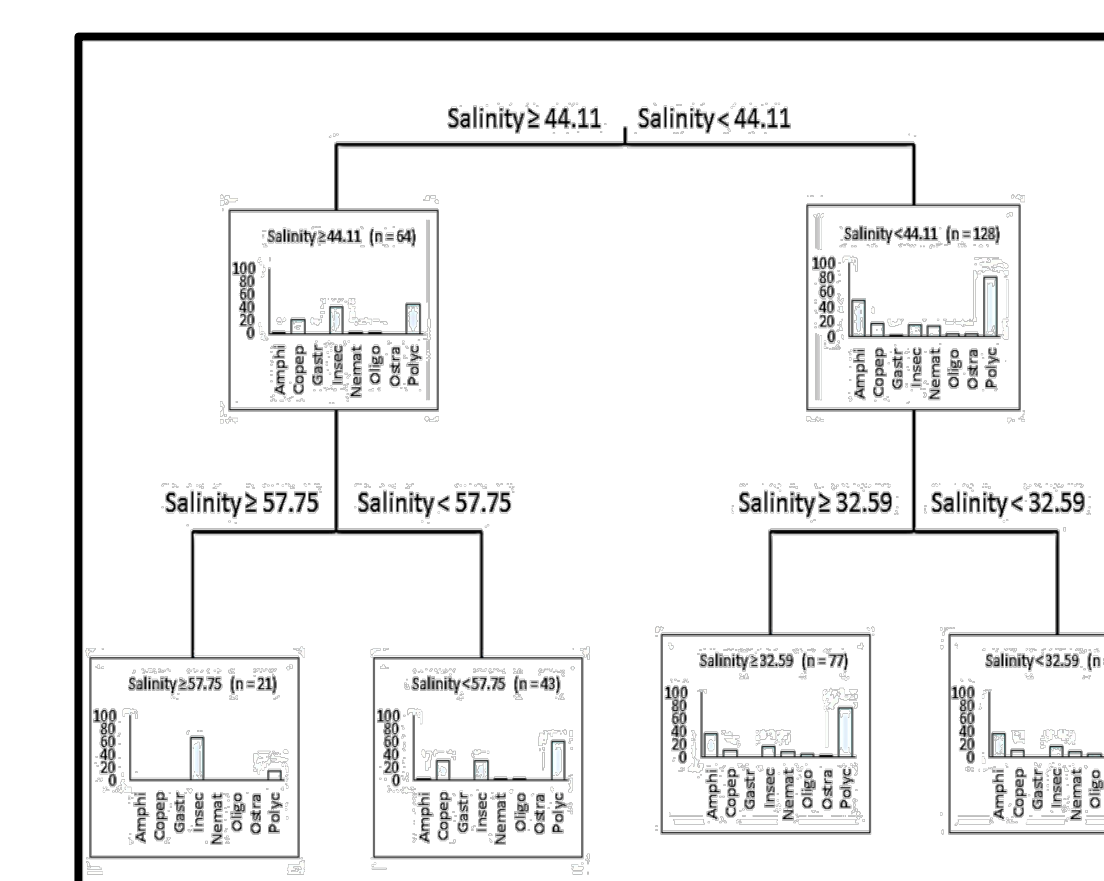 Salinity ≥ 44.11 Salinity < 44.11
Salinity≥44.11 (n=64)
100
80
60
40
20
0
Amphi Copep Gastr Insec Nemat Oligo Ostra Polyc
Salinity<44.11 (n=128)
100
80
60
40
20
0
Amphi Copep Gastr Insec Nemat Oligo Ostra Polyc
Salinity ≥ 57.75 Salinity < 57.75
Salinity ≥ 32.59 Salinity < 32.59
Salinity≥57.75 (n=21)
100
80
60
40
20
0
Amphi Copep Gastr Insec Nemat Oligo Ostra Polyc
Salinity<57.75 (n=43)
100
80
60
40
20
0
Amphi Copep Gastr Insec Nemat Oligo Ostra Polyc
Salinity≥32.59 (n=77)
100
80
60
40
20
0
Amphi Copep Gastr Insec Nemat Oligo Ostra Polyc
Salinity<32.59 (n
100
80
60
40
20
0
Amphi Copep Gastr Insec Nemat Oligo